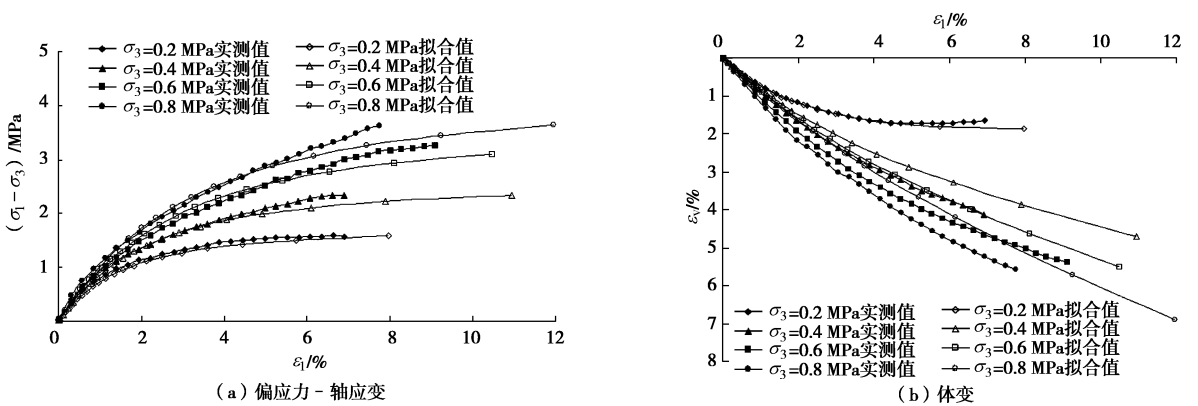 (σ₁－σ₃)/MPa
5
4
3
2
1
0 2 4 6 8 10 12
ε₁/%
σ₃=0.2 MPa实测值 σ₃=0.2 MPa拟合值
σ₃=0.4 MPa实测值 σ₃=0.4 MPa拟合值
σ₃=0.6 MPa实测值 σ₃=0.6 MPa拟合值
σ₃=0.8 MPa实测值 σ₃=0.8 MPa拟合值
(a) 偏应力－轴应变
ε₁/%
0 2 4 6 8 10 12
1
2
3
4
5
6
7
8
εᵥ/%
σ₃=0.2 MPa实测值 σ₃=0.2 MPa拟合值
σ₃=0.4 MPa实测值 σ₃=0.4 MPa拟合值
σ₃=0.6 MPa实测值 σ₃=0.6 MPa拟合值
σ₃=0.8 MPa实测值 σ₃=0.8 MPa拟合值
(b) 体变